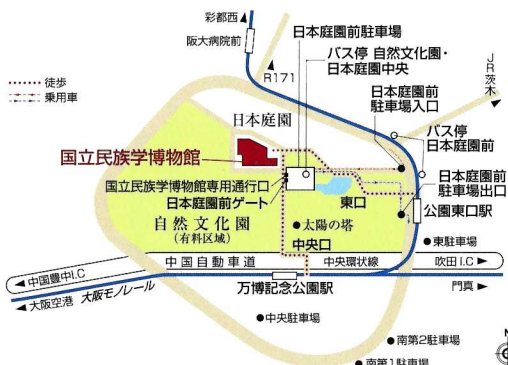 彩都西
阪大病院前
日本庭園前駐車場
バス停 自然文化園・
日本庭園中央
R171
JR茨木
徒歩
乗用車
日本庭園前
駐車場入口
日本庭園
バス停
日本庭園前
国立民族学博物館
国立民族学博物館専用通行口
日本庭園前ゲート
日本庭園前
駐車場出口
東口
公園東口駅
自然文化園
(有料区域)
太陽の塔
中央口
東駐車場
中国自動車道
中央環状線
吹田I.C
中国豊中I.C
大阪空港
大阪モノレール
万博記念公園駅
門真
中央駐車場
南第2駐車場
南第1駐車場
N